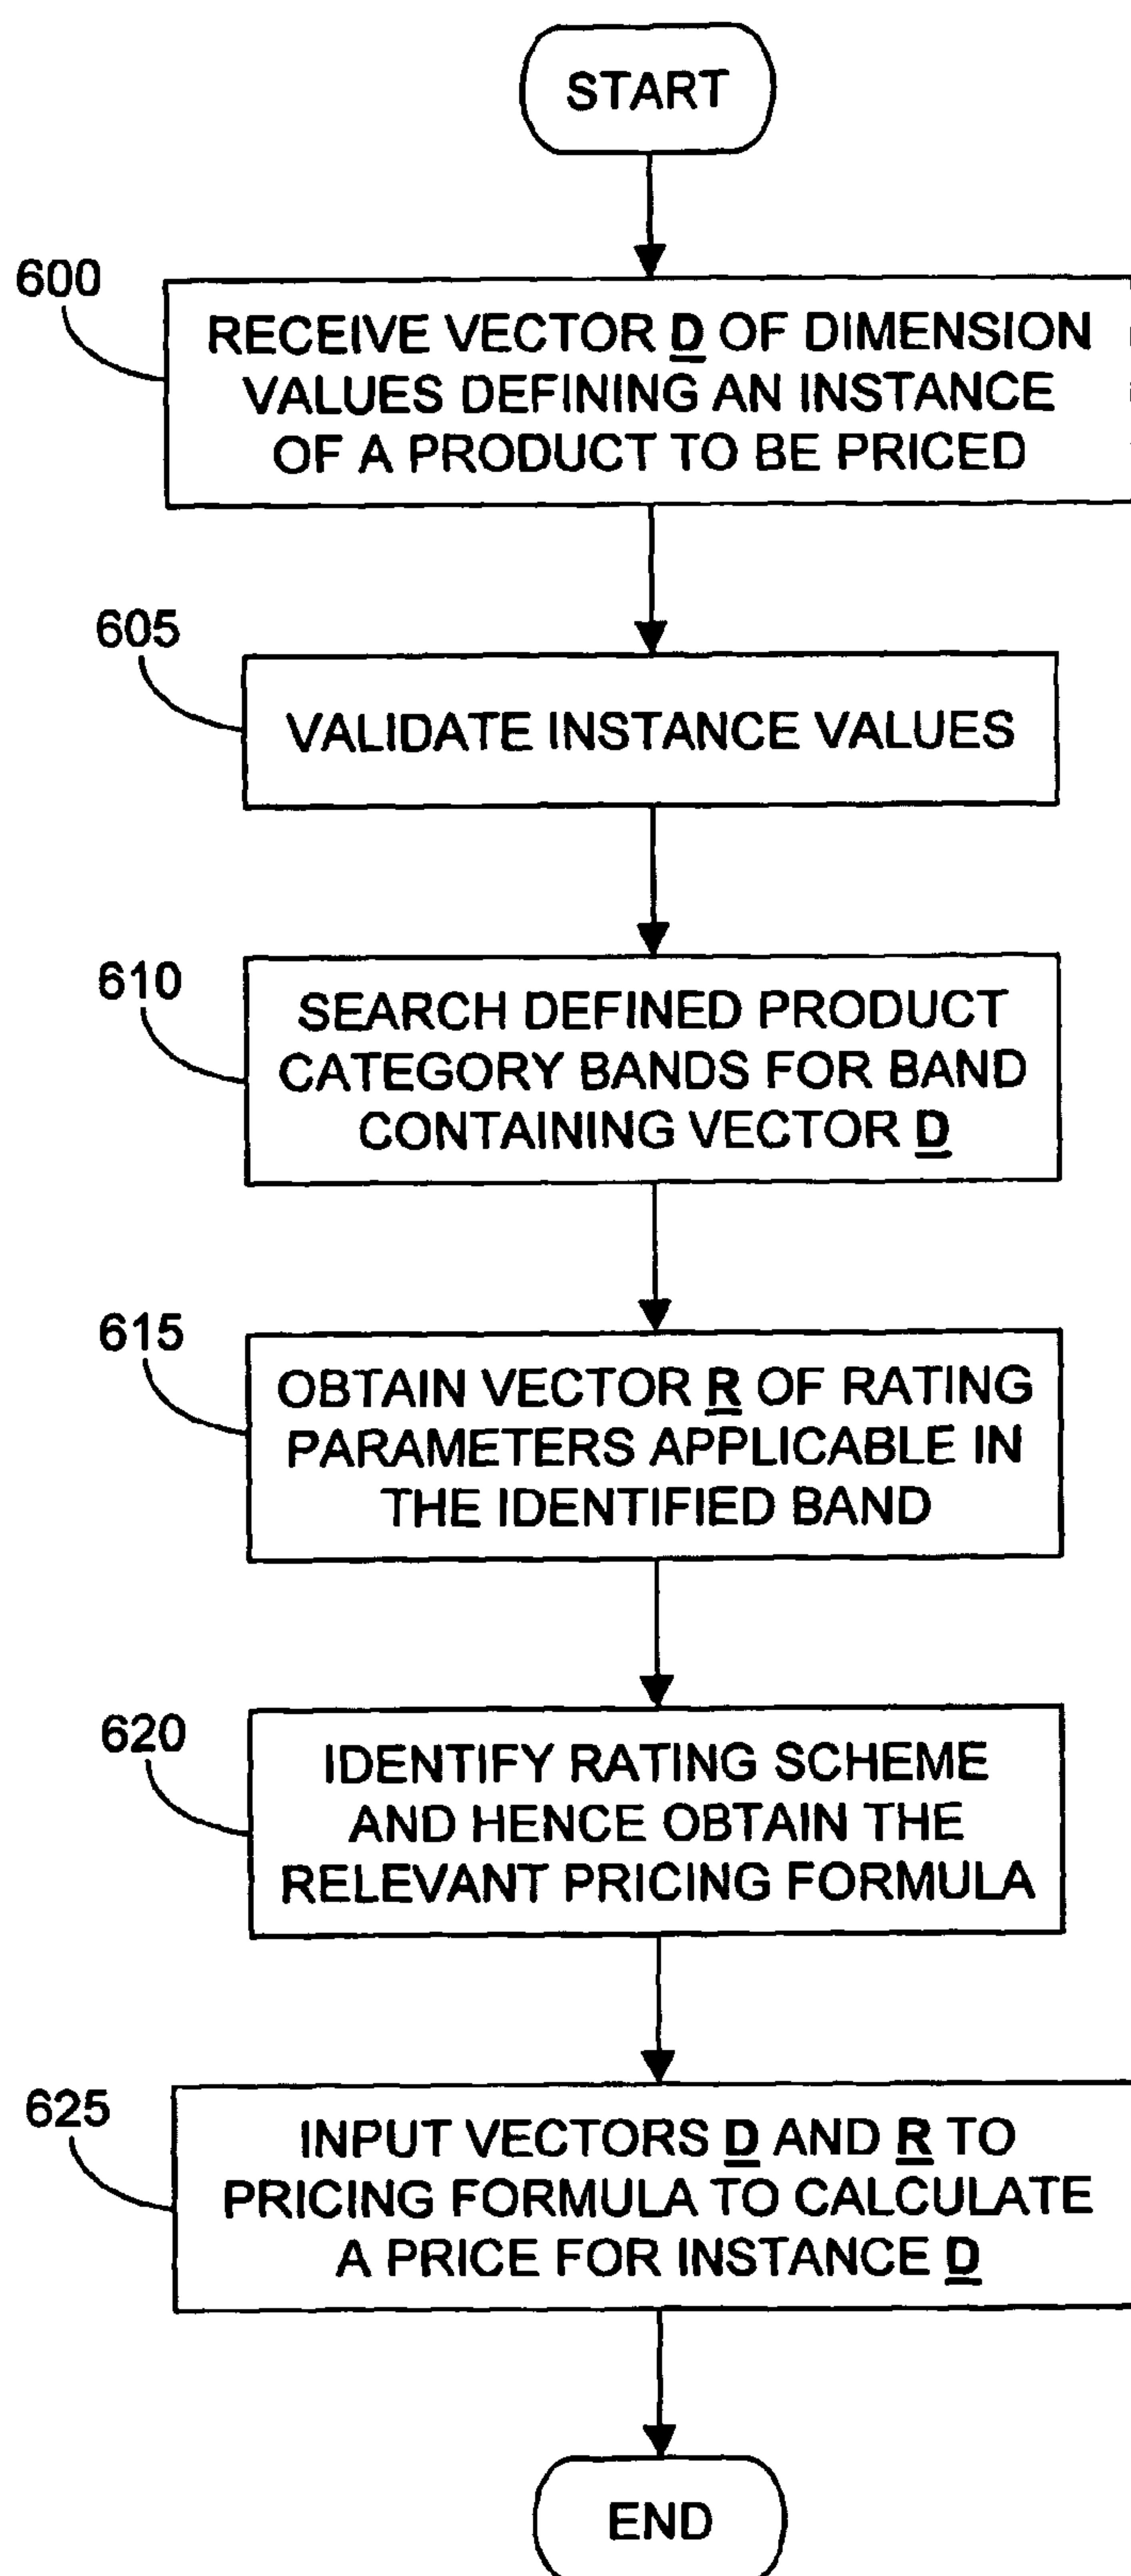 START
600
RECEIVE VECTOR D OF DIMENSION
VALUES DEFINING AN INSTANCE
OF A PRODUCT TO BE PRICED
605
VALIDATE INSTANCE VALUES
610
SEARCH DEFINED PRODUCT
CATEGORY BANDS FOR BAND
CONTAINING VECTOR D
615
OBTAIN VECTOR R OF RATING
PARAMETERS APPLICABLE IN
THE IDENTIFIED BAND
620
IDENTIFY RATING SCHEME
AND HENCE OBTAIN THE
RELEVANT PRICING FORMULA
625
INPUT VECTORS D AND R TO
PRICING FORMULA TO CALCULATE
A PRICE FOR INSTANCE D
END